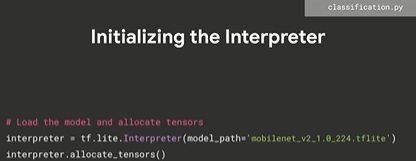 classification.py
Initializing the Interpreter
# Load the model and allocate tensors
interpreter = tf.lite.Interpreter(model_path='mobilenet_v2_1.0_224.tflite')
interpreter.allocate_tensors()